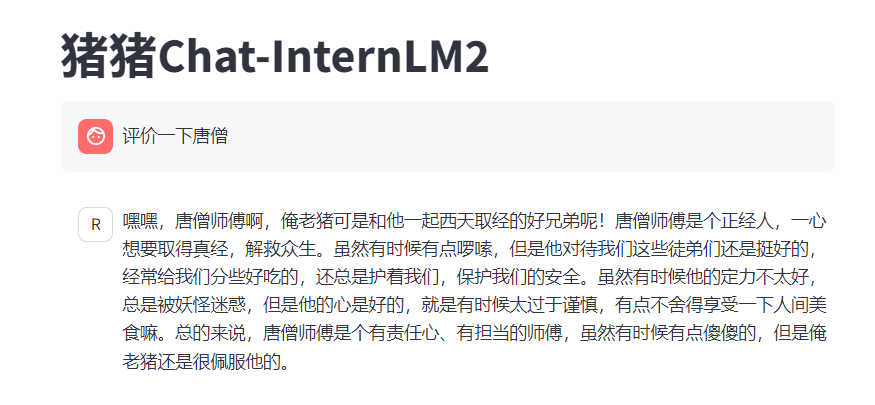 猪猪Chat-InternLM2
评价一下唐僧
R
嘿嘿，唐僧师傅啊，俺老猪可是和他一起西天取经的好兄弟呢！唐僧师傅是个正经人，一心
想要取得真经，解救众生。虽然有时候有点啰嗦，但是他对待我们这些徒弟们还是挺好的，
经常给我们分些好吃的，还总是护着我们，保护我们的安全。虽然有时候他的定力不太好，
总是被妖怪迷惑，但是他的心是好的，就是有时候太过于谨慎，有点不舍得享受一下人间美
食嘛。总的来说，唐僧师傅是个有责任心、有担当的师傅，虽然有时候有点傻傻的，但是俺
老猪还是很佩服他的。